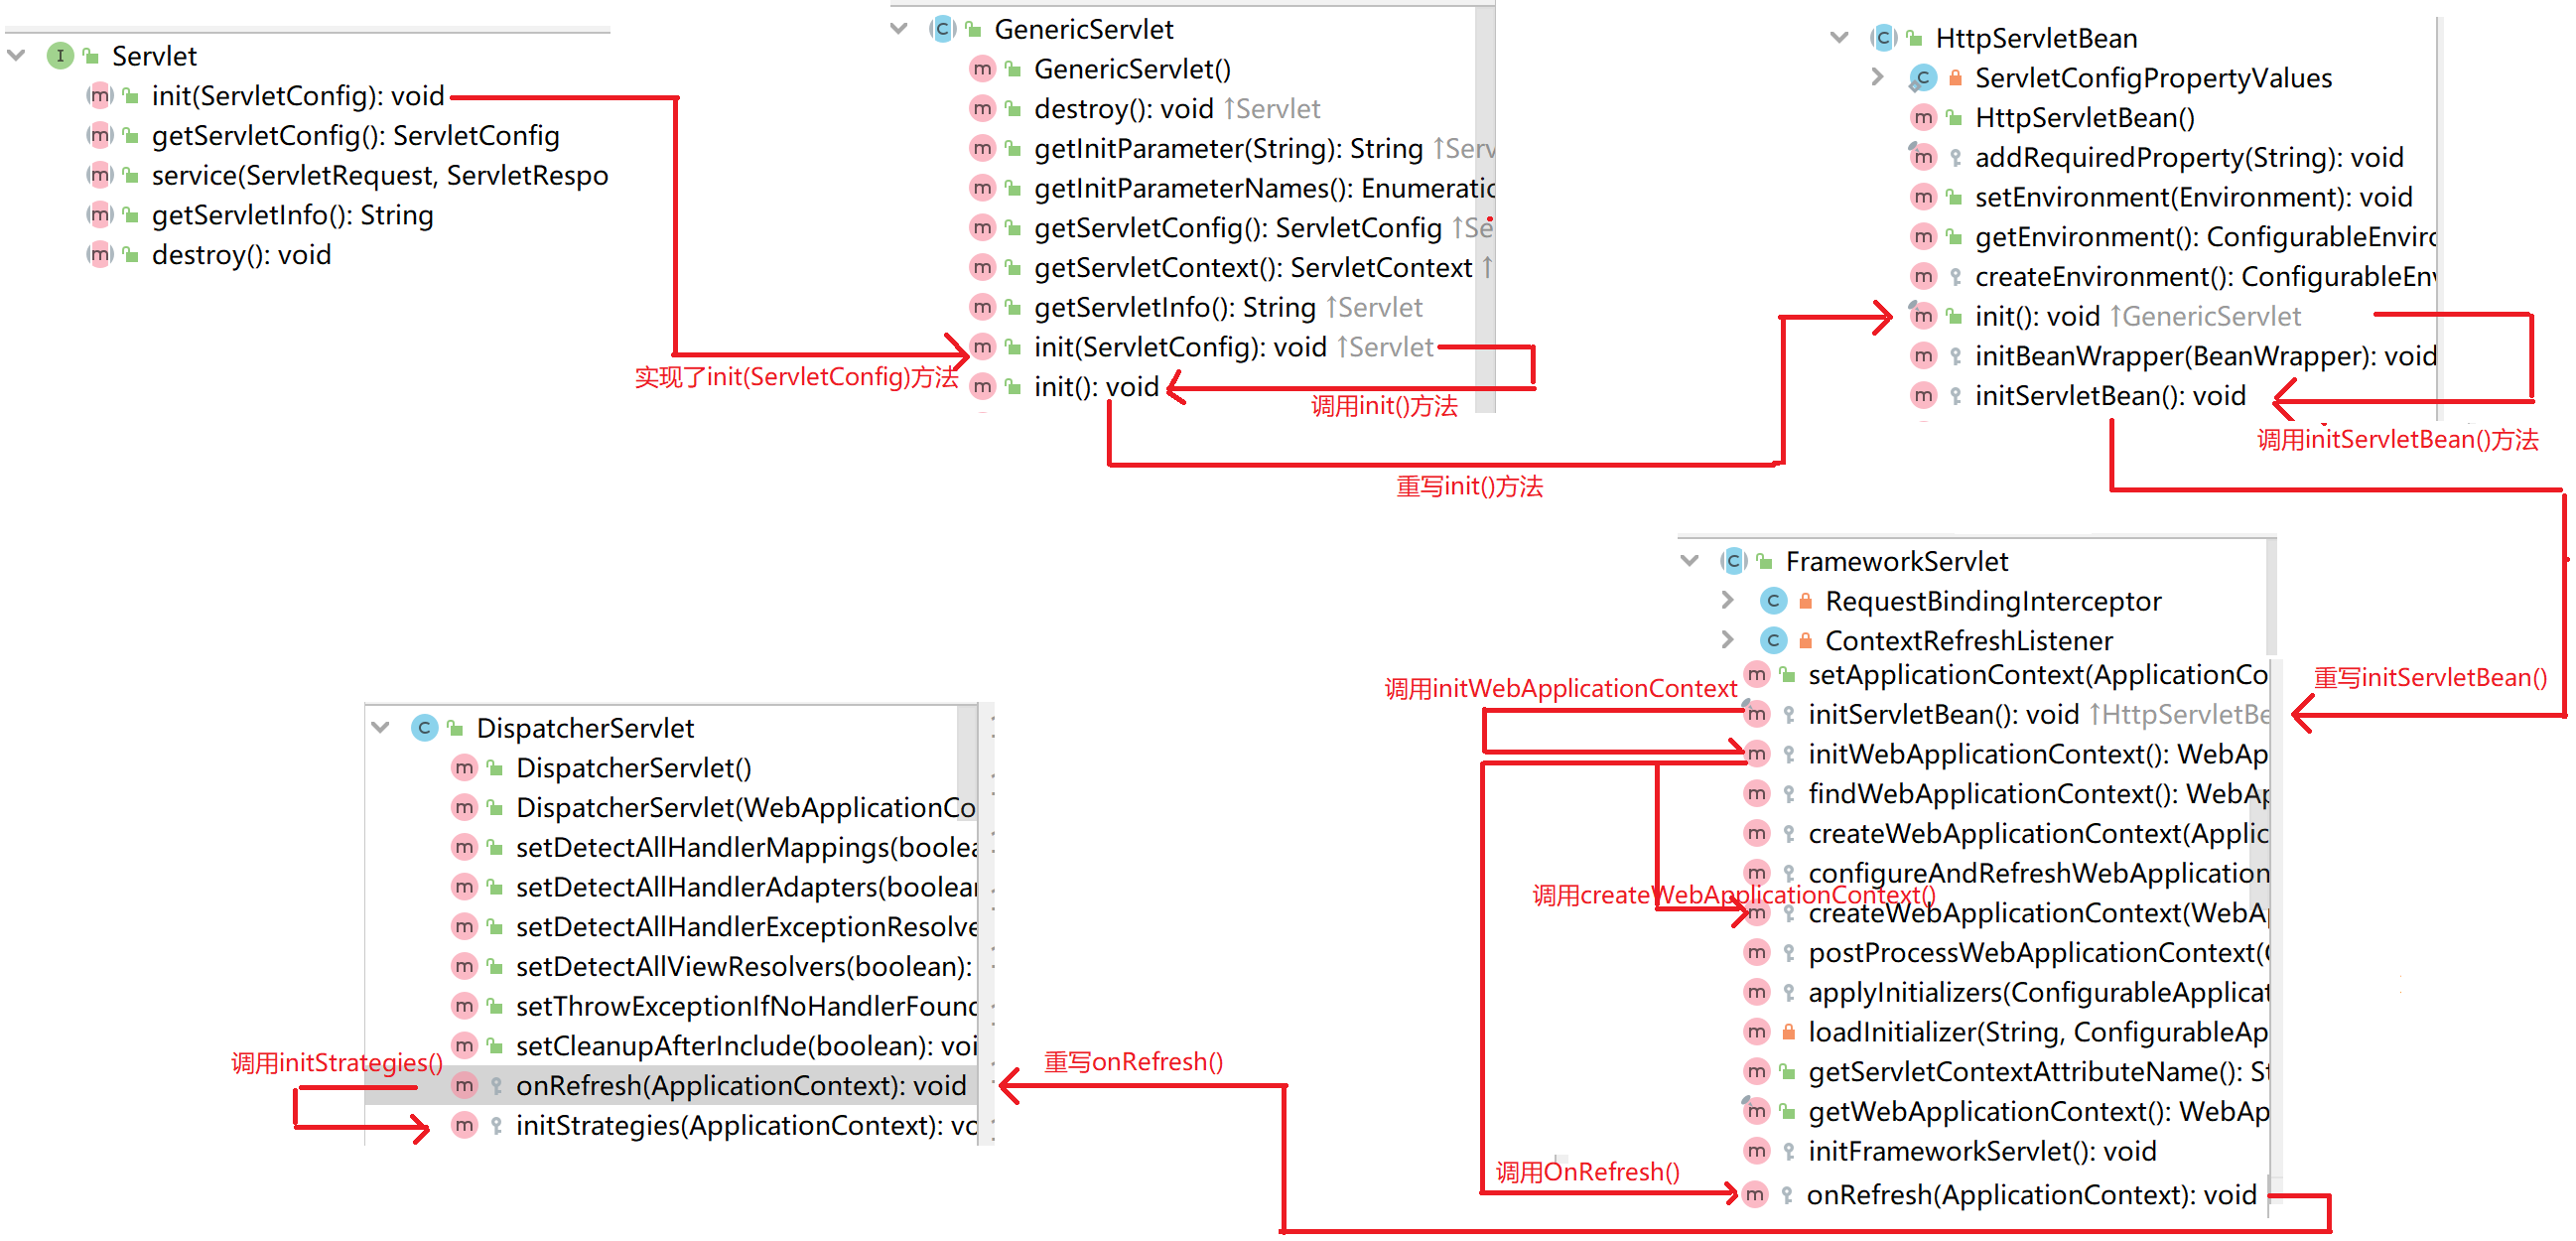 Servlet
init(ServletConfig): void
getServletConfig(): ServletConfig
service(ServletRequest, ServletRespo
getServletInfo(): String
destroy(): void
实现了init(ServletConfig)方法
GenericServlet
GenericServlet()
destroy(): void ↑Servlet
getInitParameter(String): String ↑Serv
getInitParameterNames(): Enumeratic
getServletConfig(): ServletConfig ↑Se
getServletContext(): ServletContext ↑
getServletInfo(): String ↑Servlet
init(ServletConfig): void ↑Servlet
init(): void
调用init()方法
重写init()方法
HttpServletBean
ServletConfigPropertyValues
HttpServletBean()
addRequiredProperty(String): void
setEnvironment(Environment): void
getEnvironment(): ConfigurableEnviro
createEnvironment(): ConfigurableEnv
init(): void ↑GenericServlet
initBeanWrapper(BeanWrapper): void
initServletBean(): void
调用initServletBean()方法
重写initServletBean()
FrameworkServlet
RequestBindingInterceptor
ContextRefreshListener
setApplicationContext(ApplicationCo
调用initWebApplicationContext
initServletBean(): void ↑HttpServletBe
initWebApplicationContext(): WebAp
findWebApplicationContext(): WebAp
createWebApplicationContext(Applic
configureAndRefreshWebApplication
调用createWebApplicationContext()
createWebApplicationContext(WebAp
postProcessWebApplicationContext(C
applyInitializers(ConfigurableApplicat
loadInitializer(String, ConfigurableAp
getServletContextAttributeName(): St
getWebApplicationContext(): WebAp
initFrameworkServlet(): void
调用OnRefresh()
onRefresh(ApplicationContext): void
重写onRefresh()
DispatcherServlet
DispatcherServlet()
DispatcherServlet(WebApplicationCo
setDetectAllHandlerMappings(boolea
setDetectAllHandlerAdapters(boolean
setDetectAllHandlerExceptionResolve
setDetectAllViewResolvers(boolean):
setThrowExceptionIfNoHandlerFound
setCleanupAfterInclude(boolean): voi
调用initStrategies()
onRefresh(ApplicationContext): void
initStrategies(ApplicationContext): vo